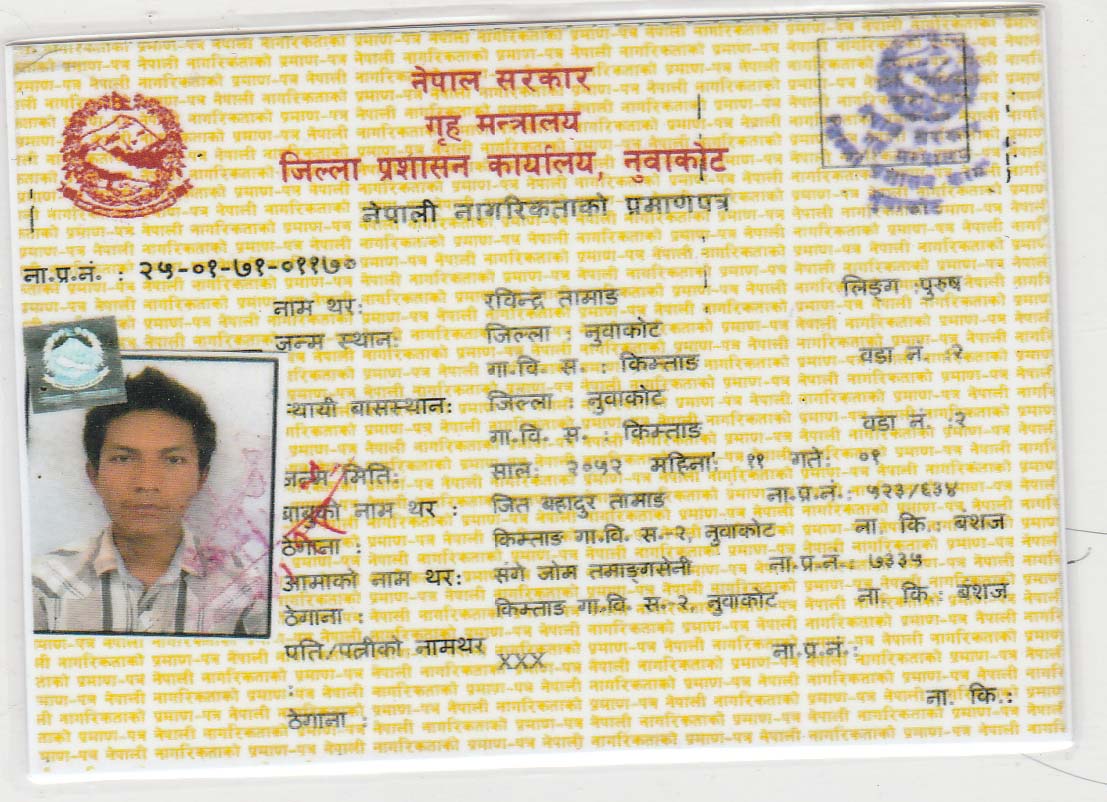 नेपाल सरकार
गृह मन्त्रालय
जिल्ला प्रशासन कार्यालय, नुवाकोट
नेपाली नागरिकताको प्रमाणपत्र
ना.प्र.नं. : २५-०१-७१-०११७०
नाम थर: रविन्द्र तामाङ लिङ्ग :पुरुष
जन्म स्थान: जिल्ला : नुवाकोट
गा.वि. स. : किम्ताङ वडा नं. :२
स्थायी बासस्थान: जिल्ला : नुवाकोट
गा.वि. स. : किम्ताङ वडा नं. :२
जन्म मिति: साल: २०५२ महिना: ११ गते: ०१
बाबुको नाम थर : जित बहादुर तामाङ ना.प्र.नं.: ५२३/६३४
ठेगाना : किम्ताङ गा.वि. स.-२, नुवाकोट ना. कि.: बंशज
आमाको नाम थर: संगे जोम तमाङ्गसेनी ना.प्र.नं.: ७३३५
ठेगाना : किम्ताङ गा.वि. स.-२, नुवाकोट ना. कि.: बंशज
पति/पत्नीको नामथर XXX ना.प्र.नं.:
:
ठेगाना : ना. कि.: